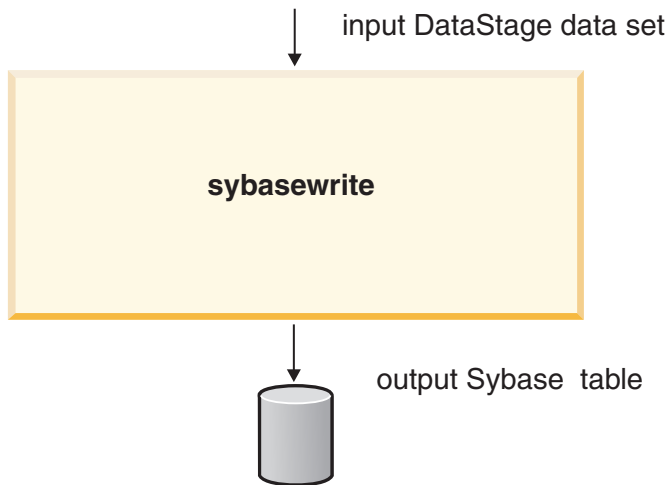 input DataStage data set
sybasewrite
output Sybase  table